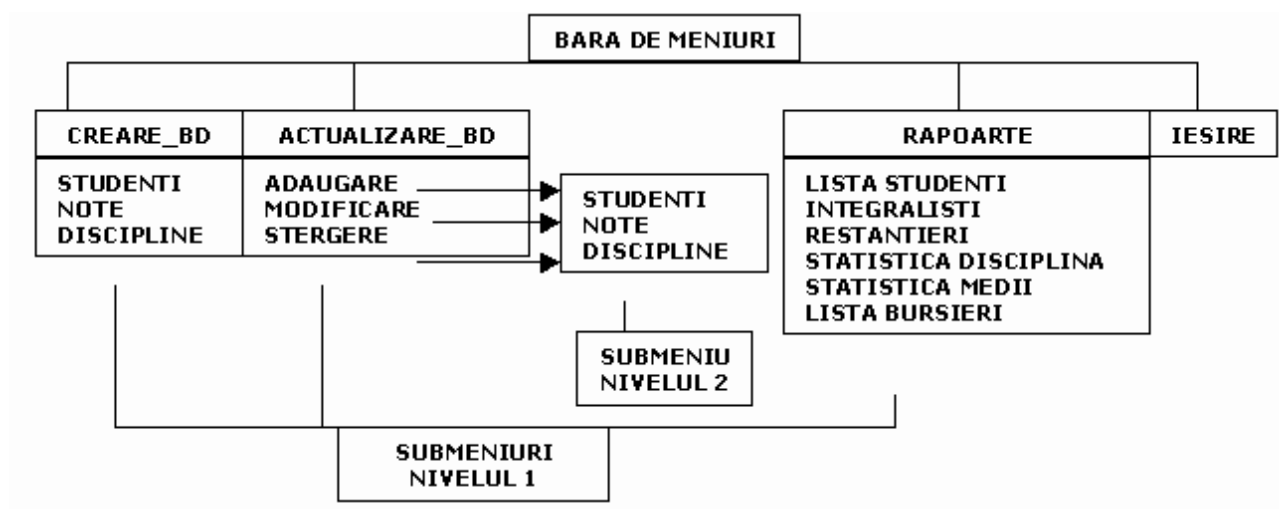 BARA DE MENIURI
CREARE_BD
ACTUALIZARE_BD
RAPOARTE
IESIRE
STUDENTI
NOTE
DISCIPLINE
ADAUGARE
MODIFICARE
STERGERE
STUDENTI
NOTE
DISCIPLINE
LISTA STUDENTI
INTEGRALISTI
RESTANTIERI
STATISTICA DISCIPLINA
STATISTICA MEDII
LISTA BURSIERI
SUBMENIU
NIVELUL 2
SUBMENIURI
NIVELUL 1